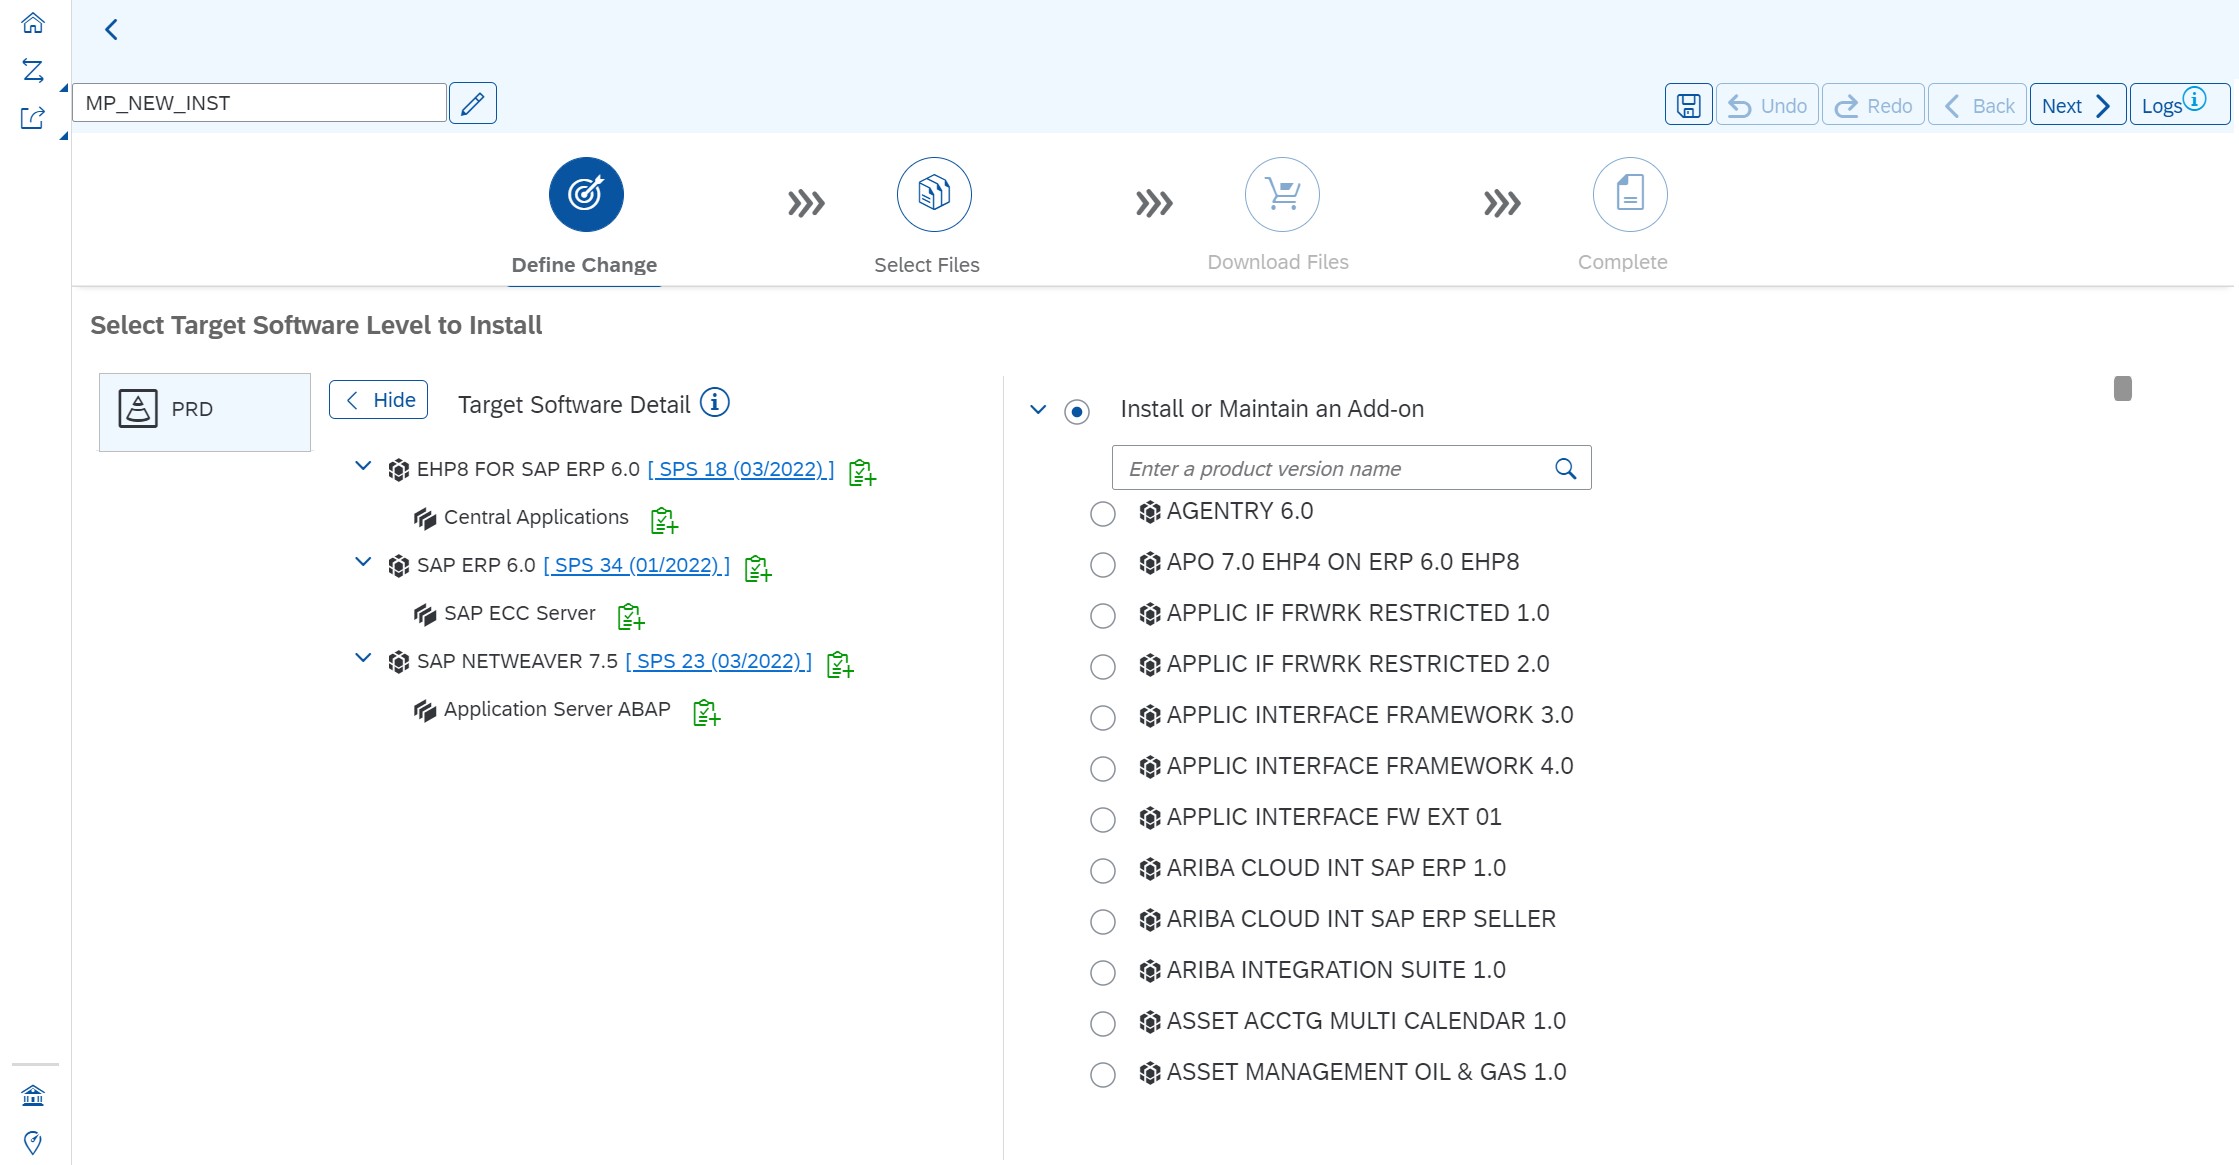 MP_NEW_INST
Undo
Redo
Back
Next
Logs
Define Change
Select Files
Download Files
Complete
Select Target Software Level to Install
PRD
Hide
Target Software Detail
EHP8 FOR SAP ERP 6.0 [ SPS 18 (03/2022) ]
Central Applications
SAP ERP 6.0 [ SPS 34 (01/2022) ]
SAP ECC Server
SAP NETWEAVER 7.5 [ SPS 23 (03/2022) ]
Application Server ABAP
Install or Maintain an Add-on
Enter a product version name
AGENTRY 6.0
APO 7.0 EHP4 ON ERP 6.0 EHP8
APPLIC IF FRWRK RESTRICTED 1.0
APPLIC IF FRWRK RESTRICTED 2.0
APPLIC INTERFACE FRAMEWORK 3.0
APPLIC INTERFACE FRAMEWORK 4.0
APPLIC INTERFACE FW EXT 01
ARIBA CLOUD INT SAP ERP 1.0
ARIBA CLOUD INT SAP ERP SELLER
ARIBA INTEGRATION SUITE 1.0
ASSET ACCTG MULTI CALENDAR 1.0
ASSET MANAGEMENT OIL & GAS 1.0